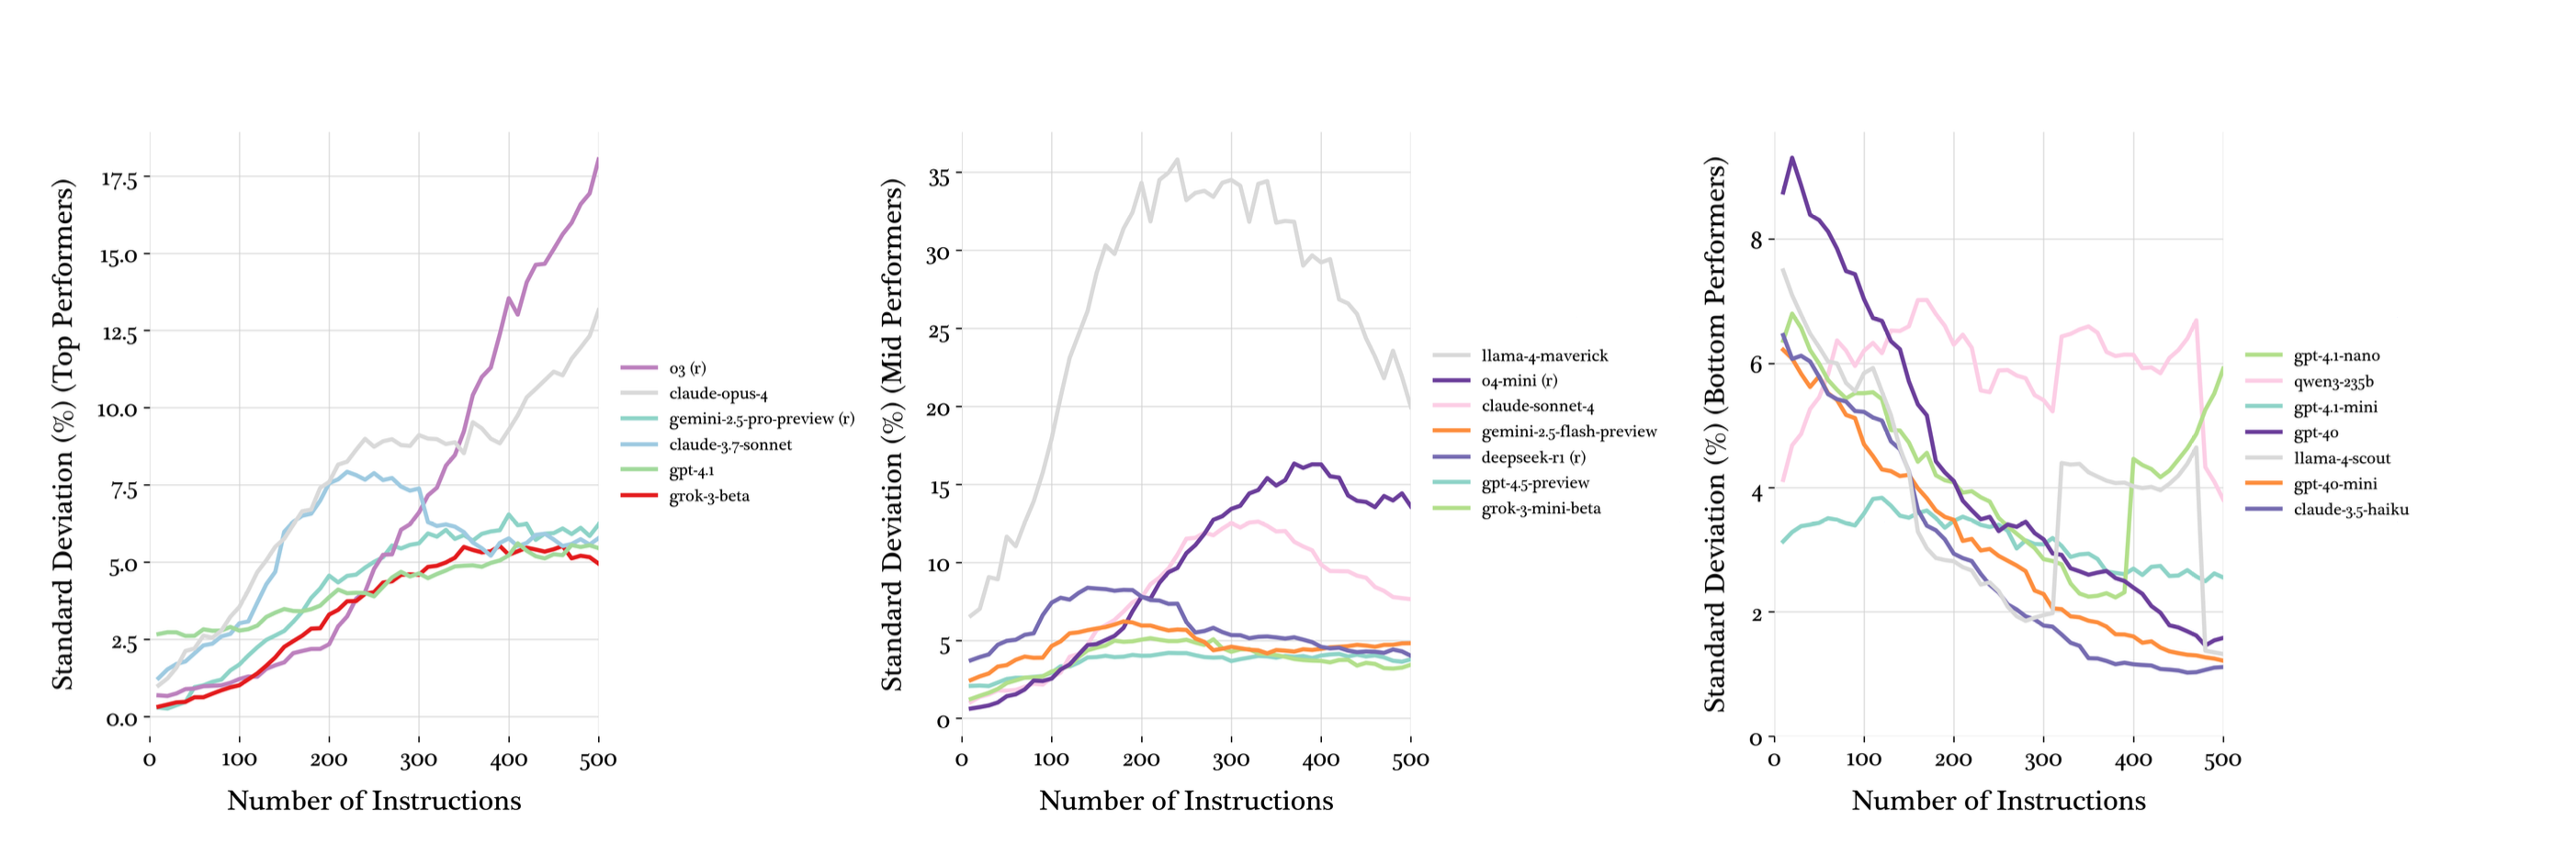 Standard Deviation (%) (Top Performers)
17.5
15.0
12.5
10.0
7.5
5.0
2.5
0.0
0 100 200 300 400 500
Number of Instructions
o3 (r)
claude-opus-4
gemini-2.5-pro-preview (r)
claude-3.7-sonnet
gpt-4.1
grok-3-beta
Standard Deviation (%) (Mid Performers)
35
30
25
20
15
10
5
0
0 100 200 300 400 500
Number of Instructions
llama-4-maverick
o4-mini (r)
claude-sonnet-4
gemini-2.5-flash-preview
deepseek-r1 (r)
gpt-4.5-preview
grok-3-mini-beta
Standard Deviation (%) (Bottom Performers)
8
6
4
2
0
0 100 200 300 400 500
Number of Instructions
gpt-4.1-nano
qwen3-235b
gpt-4.1-mini
gpt-4o
llama-4-scout
gpt-4o-mini
claude-3.5-haiku